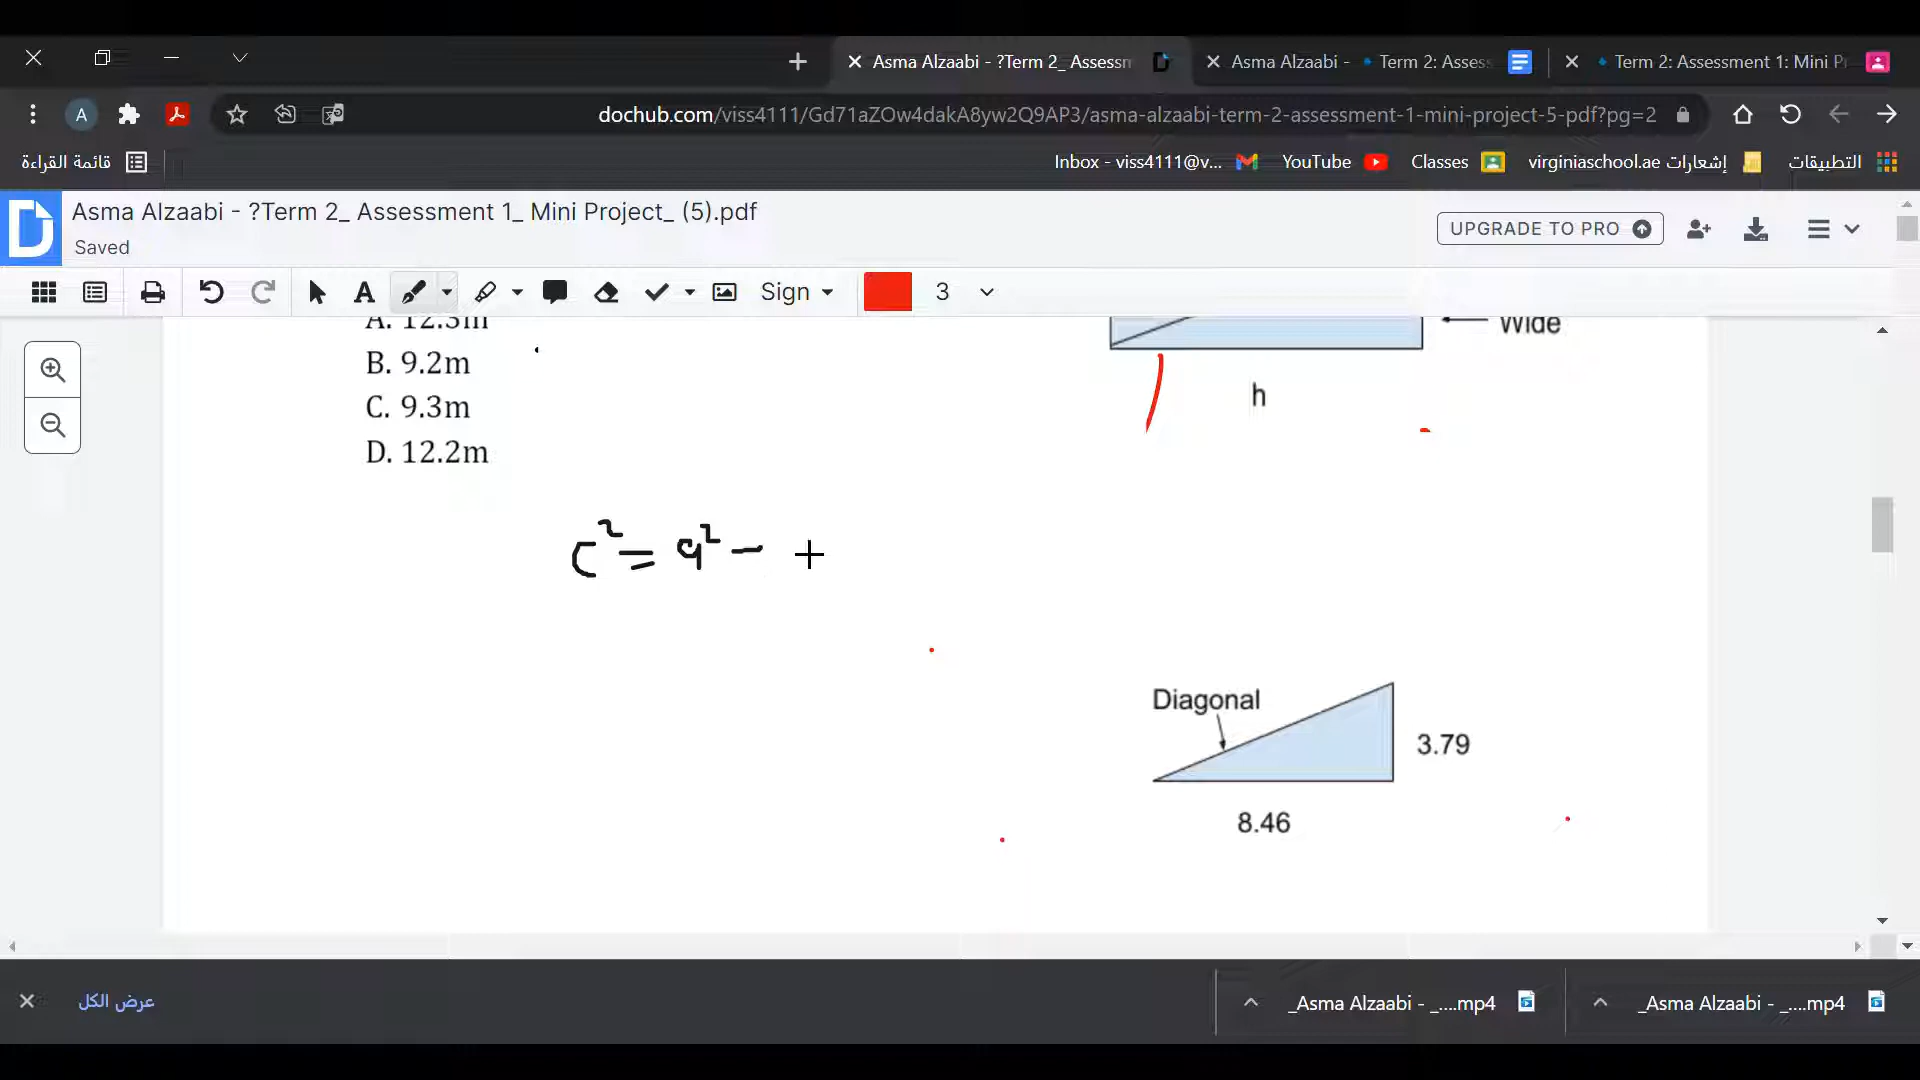 Asma Alzaabi - ?Term 2_ Assessm
Asma Alzaabi - Term 2: Assess
Term 2: Assessment 1: Mini Pr
A
dochub.com/viss4111/Gd71aZOw4dakA8yw2Q9AP3/asma-alzaabi-term-2-assessment-1-mini-project-5-pdf?pg=2
قائمة القراءة
Inbox - viss4111@v...
YouTube
Classes
إشعارات virginiaschool.ae
التطبيقات
Asma Alzaabi - ?Term 2_ Assessment 1_ Mini Project_ (5).pdf
Saved
UPGRADE TO PRO
A
Sign
3
A. 12.3m
B. 9.2m
C. 9.3m
D. 12.2m
Wide
h
c² = a² −
Diagonal
3.79
8.46
عرض الكل
_Asma Alzaabi - _....mp4
_Asma Alzaabi - _....mp4